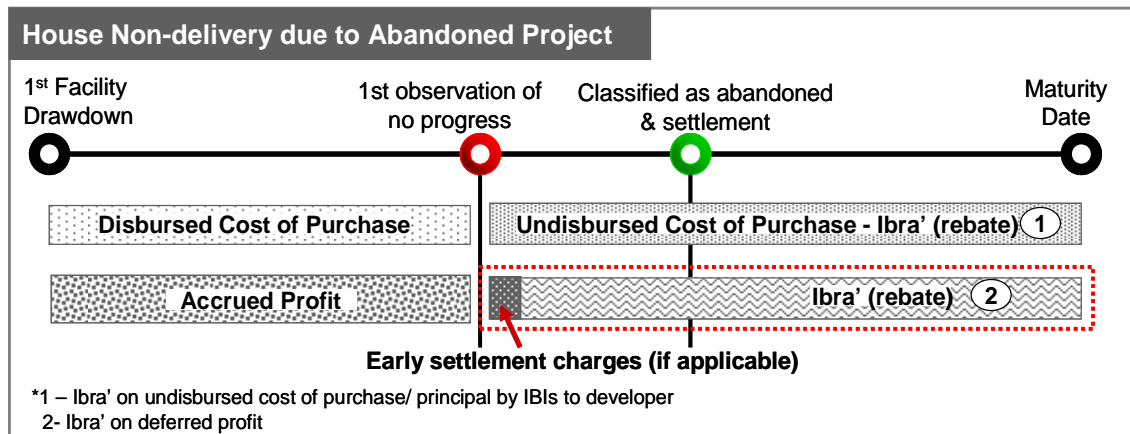 House Non-delivery due to Abandoned Project
1st Facility
Drawdown
1st observation of
no progress
Classified as abandoned
& settlement
Maturity
Date
Disbursed Cost of Purchase
Undisbursed Cost of Purchase - Ibra' (rebate) 1
Accrued Profit
Ibra' (rebate) 2
Early settlement charges (if applicable)
*1 – Ibra' on undisbursed cost of purchase/ principal by IBIs to developer
2- Ibra' on deferred profit